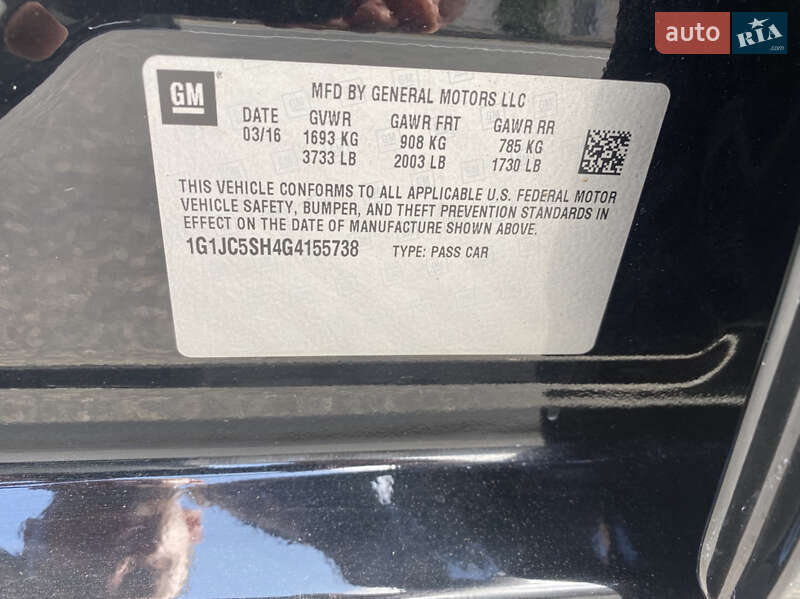 auto RIA .com
GM ®
MFD BY GENERAL MOTORS LLC
DATE GVWR GAWR FRT GAWR RR
03/16 1693 KG 908 KG 785 KG
3733 LB 2003 LB 1730 LB
THIS VEHICLE CONFORMS TO ALL APPLICABLE U.S. FEDERAL MOTOR
VEHICLE SAFETY, BUMPER, AND THEFT PREVENTION STANDARDS IN
EFFECT ON THE DATE OF MANUFACTURE SHOWN ABOVE.
1G1JC5SH4G4155738 TYPE: PASS CAR